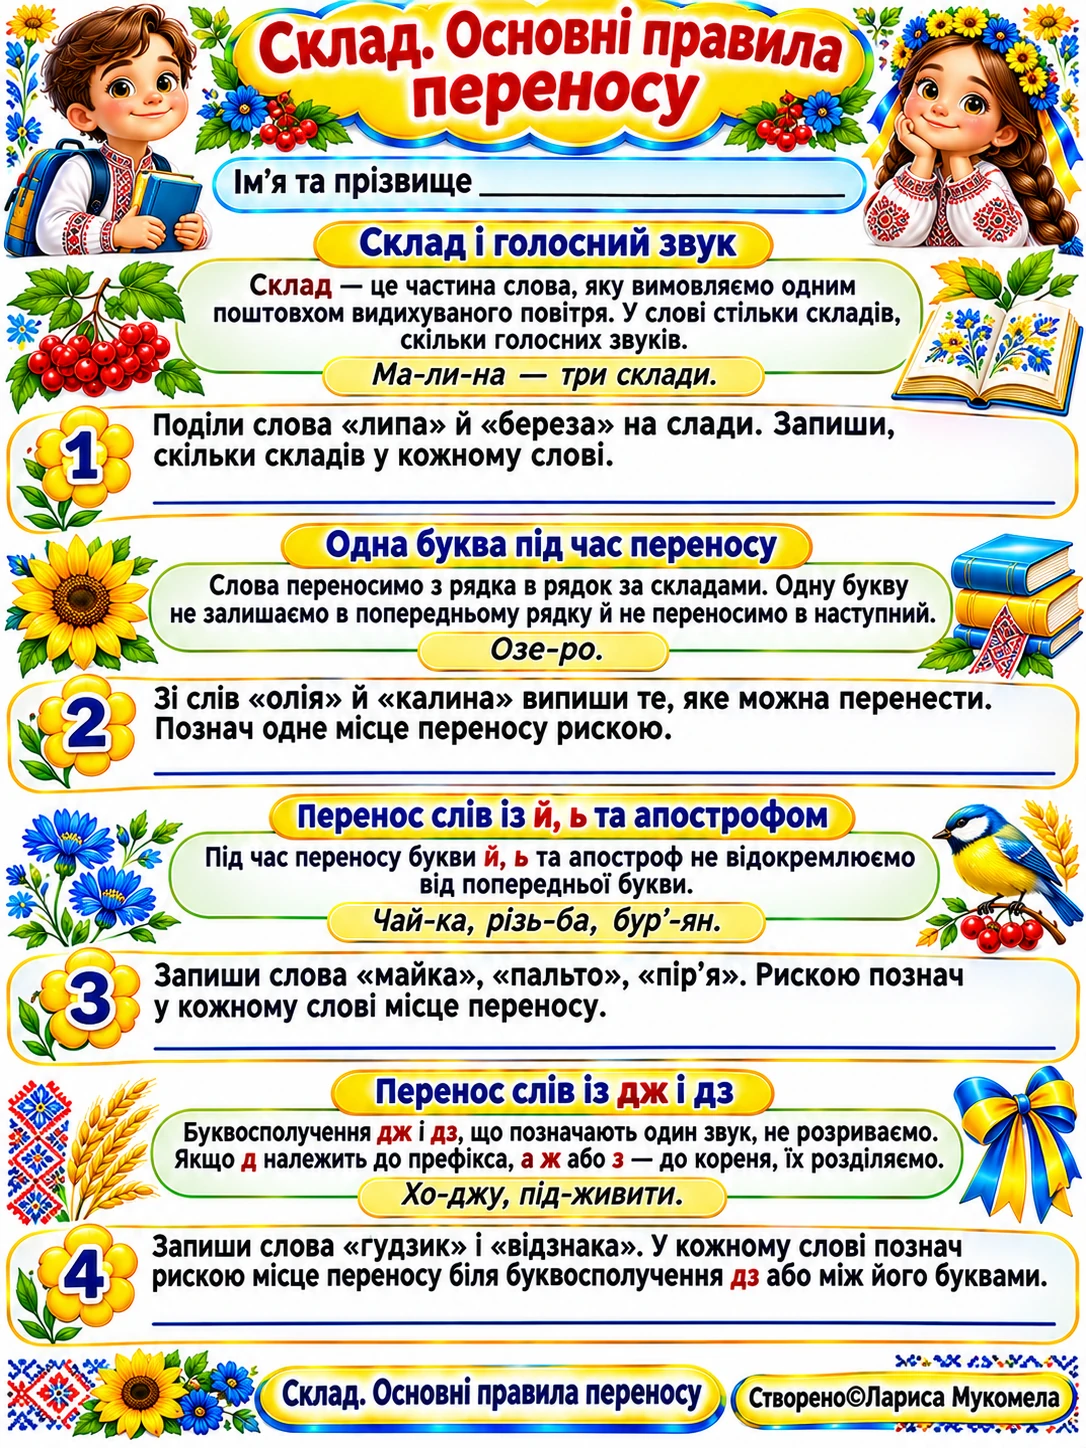 Склад. Основні правила
переносу
Ім’я та прізвище
Склад і голосний звук
Склад — це частина слова, яку вимовляємо одним
поштовхом видихуваного повітря. У слові стільки складів,
скільки голосних звуків.
Ма-ли-на — три склади.
1
Поділи слова «липа» й «береза» на слади. Запиши,
скільки складів у кожному слові.
Одна буква під час переносу
Слова переносимо з рядка в рядок за складами. Одну букву
не залишаємо в попередньому рядку й не переносимо в наступний.
Озе-ро.
2
Зі слів «олія» й «калина» випиши те, яке можна перенести.
Познач одне місце переносу рискою.
Перенос слів із й, ь та апострофом
Під час переносу букви й, ь та апостроф не відокремлюємо
від попередньої букви.
Чай-ка, різь-ба, бур’-ян.
3
Запиши слова «майка», «пальто», «пір’я». Рискою познач
у кожному слові місце переносу.
Перенос слів із дж і дз
Буквосполучення дж і дз, що позначають один звук, не розриваємо.
Якщо д належить до префікса, а ж або з — до кореня, їх розділяємо.
Хо-джу, під-живити.
4
Запиши слова «гудзик» і «відзнака». У кожному слові познач
рискою місце переносу біля буквосполучення дз або між його буквами.
Склад. Основні правила переносу
Створено©Лариса Мукомела